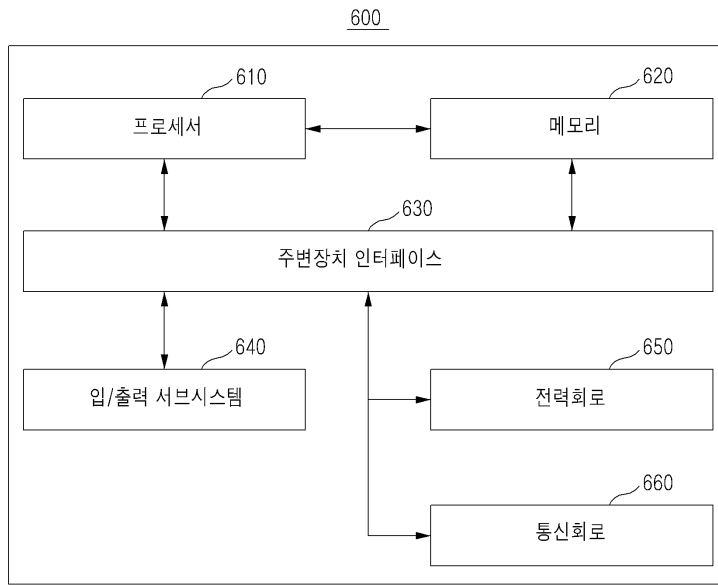 600
610
620
프로세서
메모리
630
주변장치 인터페이스
640
650
입/출력 서브시스템
전력회로
660
통신회로